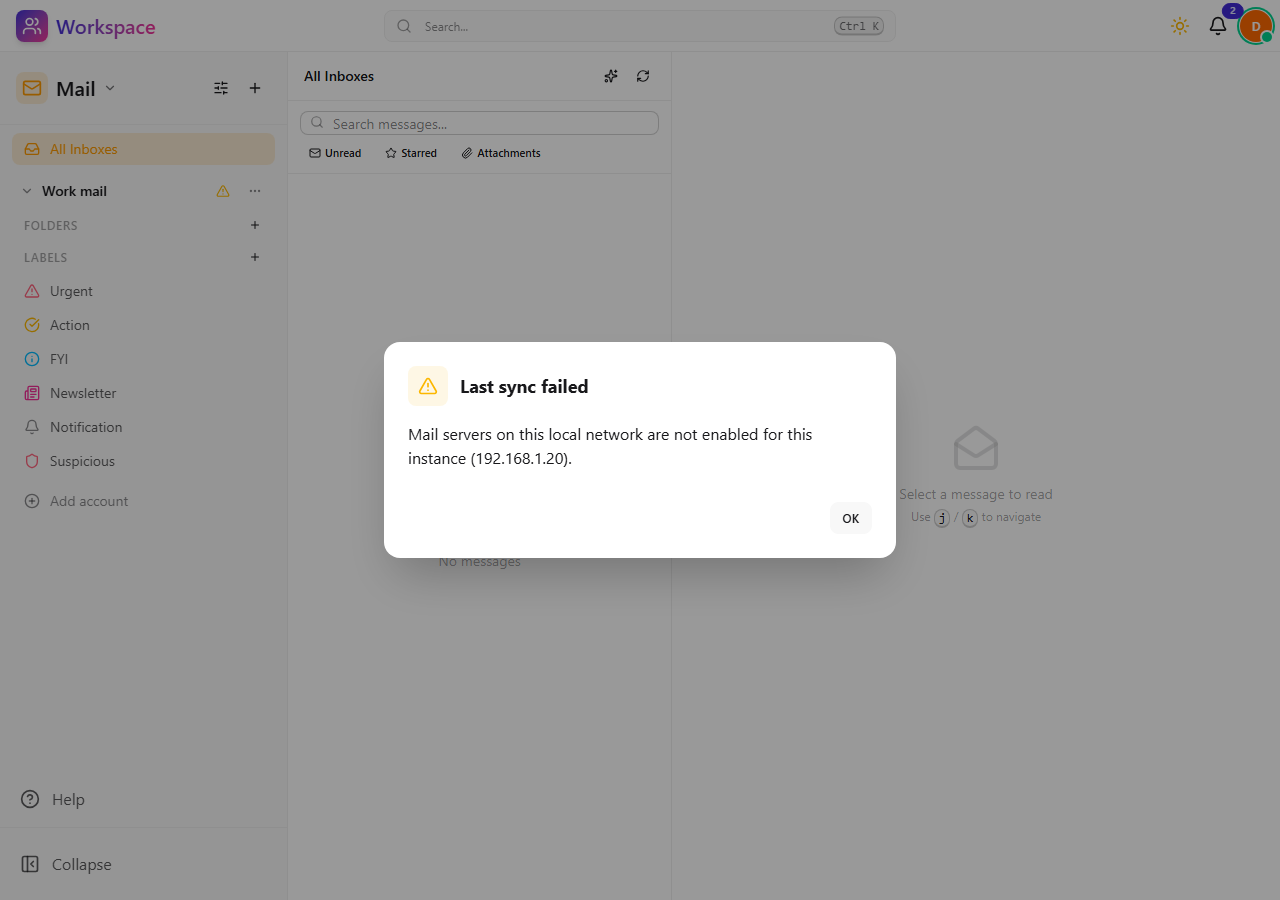 Workspace
Search...
Ctrl K
2
D
Mail
All Inboxes
Work mail
FOLDERS
LABELS
Urgent
Action
FYI
Newsletter
Notification
Suspicious
Add account
Help
Collapse
All Inboxes
Search messages...
Unread
Starred
Attachments
No messages
Last sync failed
Mail servers on this local network are not enabled for this
instance (192.168.1.20).
OK
Select a message to read
Use j / k to navigate